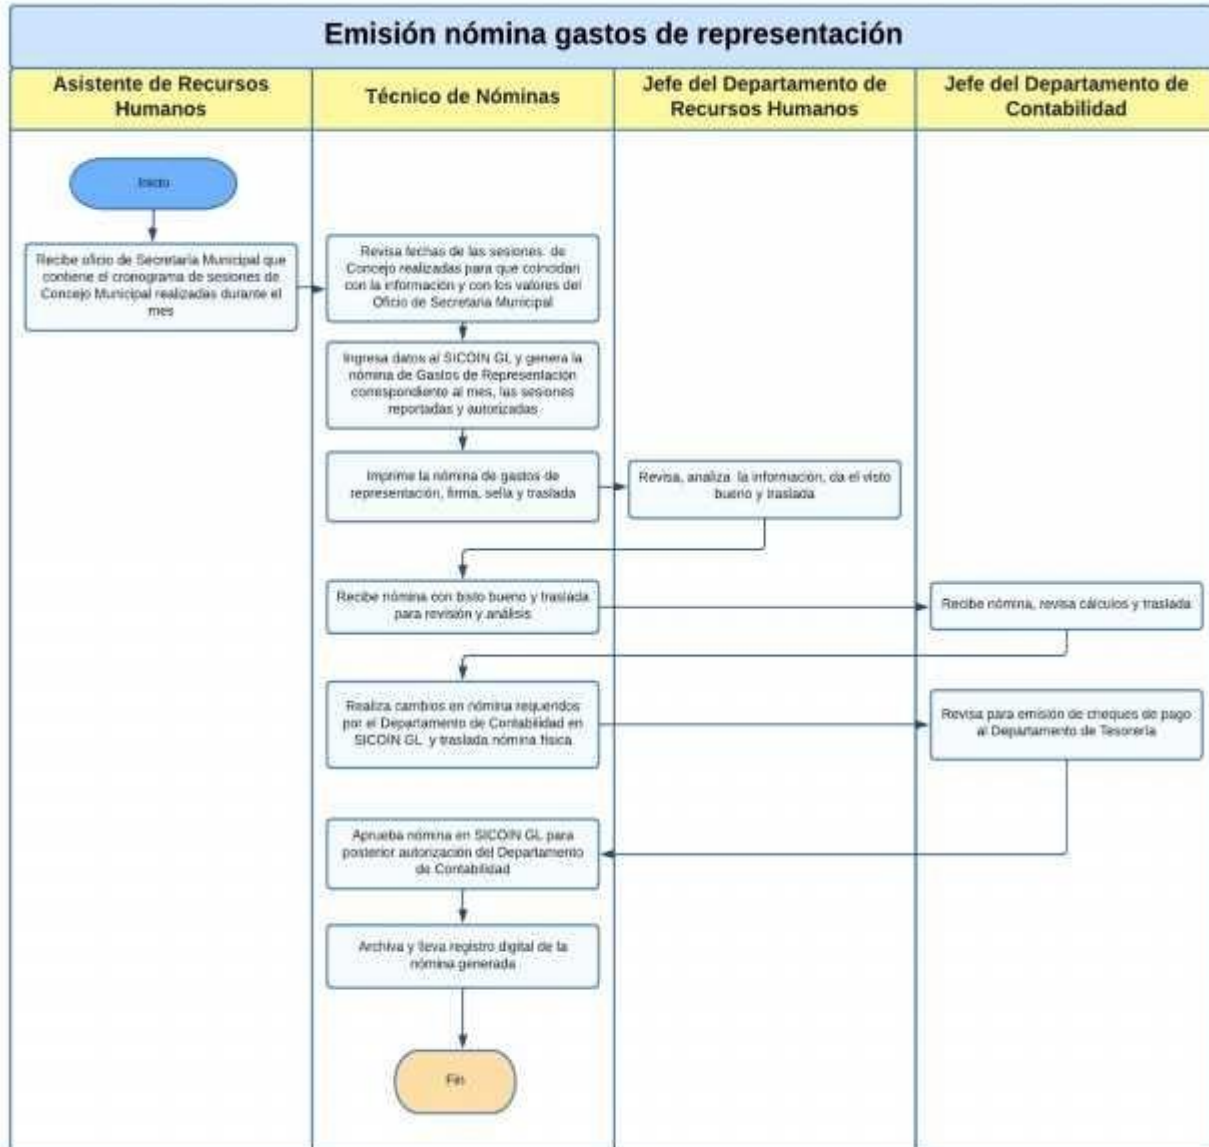 Emisión nómina gastos de representación
Asistente de Recursos
Humanos
Técnico de Nóminas
Jefe del Departamento de
Recursos Humanos
Jefe del Departamento de
Contabilidad
Inicio
Recibe oficio de Secretaría Municipal que
contiene el cronograma de sesiones de
Concejo Municipal realizadas durante el
mes
Revisa fechas de las sesiones de
Concejo realizadas para que coincidan
con la información y con los valores del
Oficio de Secretaria Municipal
Ingresa datos al SICOIN GL y genera la
nómina de Gastos de Representación
correspondiente al mes, las sesiones
reportadas y autorizadas
Imprime la nómina de gastos de
representación, firma, sella y traslada
Revisa, analiza la información, da el visto
bueno y traslada
Recibe nómina con bisto bueno y traslada
para revisión y análisis
Recibe nómina, revisa cálculos y traslada
Realiza cambios en nómina requeridos
por el Departamento de Contabilidad en
SICOIN GL y traslada nómina física
Revisa para emisión de cheques de pago
al Departamento de Tesorería
Aprueba nómina en SICOIN GL para
posterior autorización del Departamento
de Contabilidad
Archiva y lleva registro digital de la
nómina generada
Fin